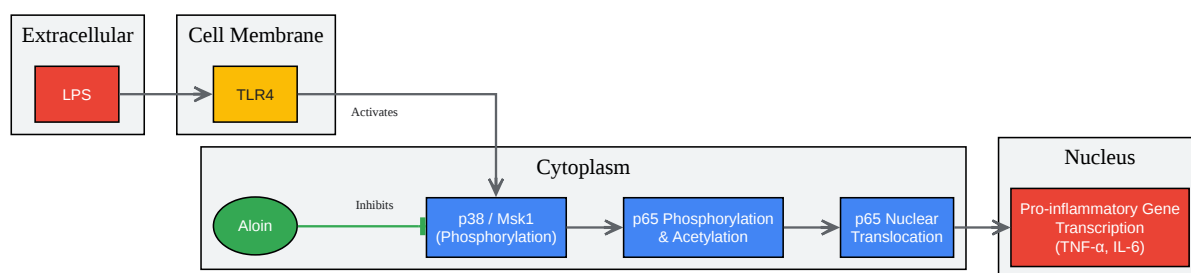 Extracellular
LPS
Cell Membrane
TLR4
Activates
Cytoplasm
Aloin
Inhibits
p38 / Msk1
(Phosphorylation)
p65 Phosphorylation
& Acetylation
p65 Nuclear
Translocation
Nucleus
Pro-inflammatory Gene
Transcription
(TNF-α, IL-6)